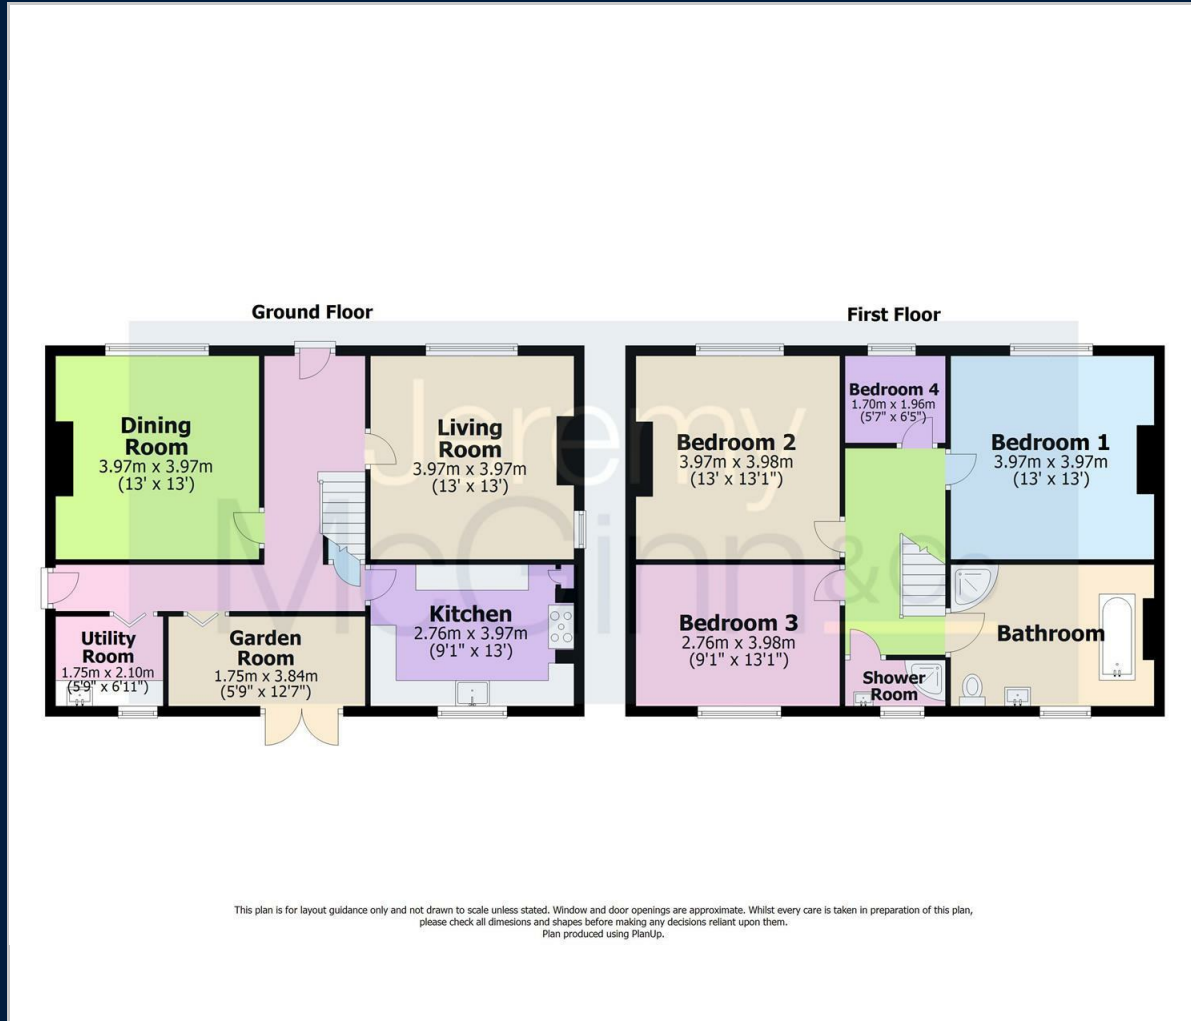 Ground Floor
First Floor
Dining
Room
3.97m x 3.97m
(13' x 13')
Living
Room
3.97m x 3.97m
(13' x 13')
Kitchen
2.76m x 3.97m
(9'1" x 13')
Utility
Room
1.75m x 2.10m
(5'9" x 6'11")
Garden
Room
1.75m x 3.84m
(5'9" x 12'7")
Bedroom 2
3.97m x 3.98m
(13' x 13'1")
Bedroom 4
1.70m x 1.96m
(5'7" x 6'5")
Bedroom 1
3.97m x 3.97m
(13' x 13')
Bedroom 3
2.76m x 3.98m
(9'1" x 13'1")
Shower
Room
Bathroom
Jeremy
McGinn & Co
This plan is for layout guidance only and not drawn to scale unless stated. Window and door openings are approximate. Whilst every care is taken in preparation of this plan,
please check all dimesions and shapes before making any decisions reliant upon them.
Plan produced using PlanUp.